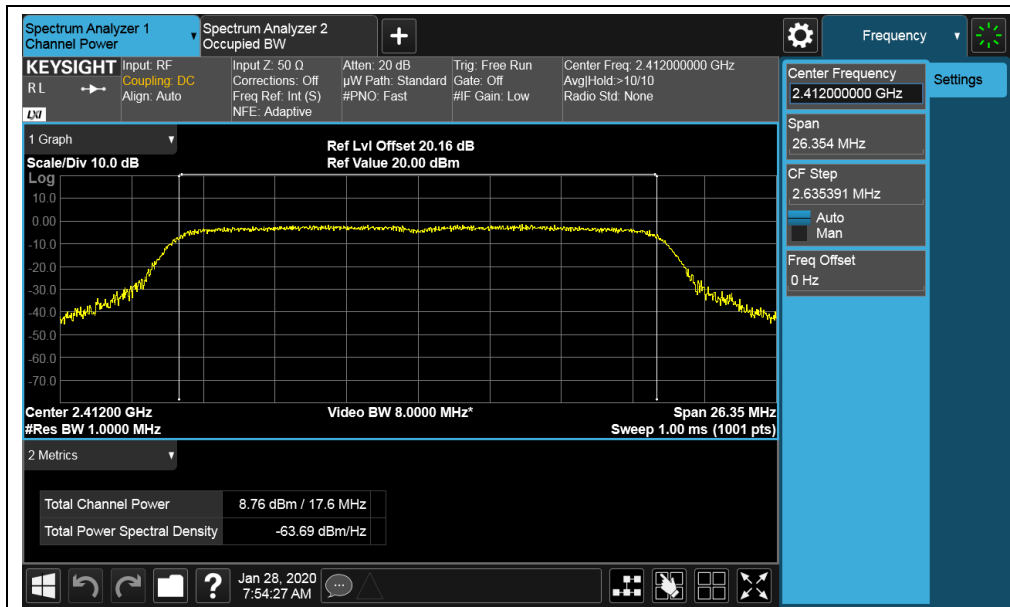 Spectrum Analyzer 1
Channel Power
Spectrum Analyzer 2
Occupied BW
Frequency
KEYSIGHT
RL
LXI
Input: RF
Coupling: DC
Align: Auto
Input Z: 50 Ω
Corrections: Off
Freq Ref: Int (S)
NFE: Adaptive
Atten: 20 dB
µW Path: Standard
#PNO: Fast
Trig: Free Run
Gate: Off
#IF Gain: Low
Center Freq: 2.412000000 GHz
Avg|Hold:>10/10
Radio Std: None
Center Frequency
2.412000000 GHz
Settings
Span
26.354 MHz
CF Step
2.635391 MHz
Auto
Man
Freq Offset
0 Hz
1 Graph
Scale/Div 10.0 dB
Ref Lvl Offset 20.16 dB
Ref Value 20.00 dBm
Log
10.0
0.00
-10.0
-20.0
-30.0
-40.0
-50.0
-60.0
-70.0
Center 2.41200 GHz
#Res BW 1.0000 MHz
Video BW 8.0000 MHz*
Span 26.35 MHz
Sweep 1.00 ms (1001 pts)
2 Metrics
Total Channel Power 8.76 dBm / 17.6 MHz
Total Power Spectral Density -63.69 dBm/Hz
?
Jan 28, 2020
7:54:27 AM